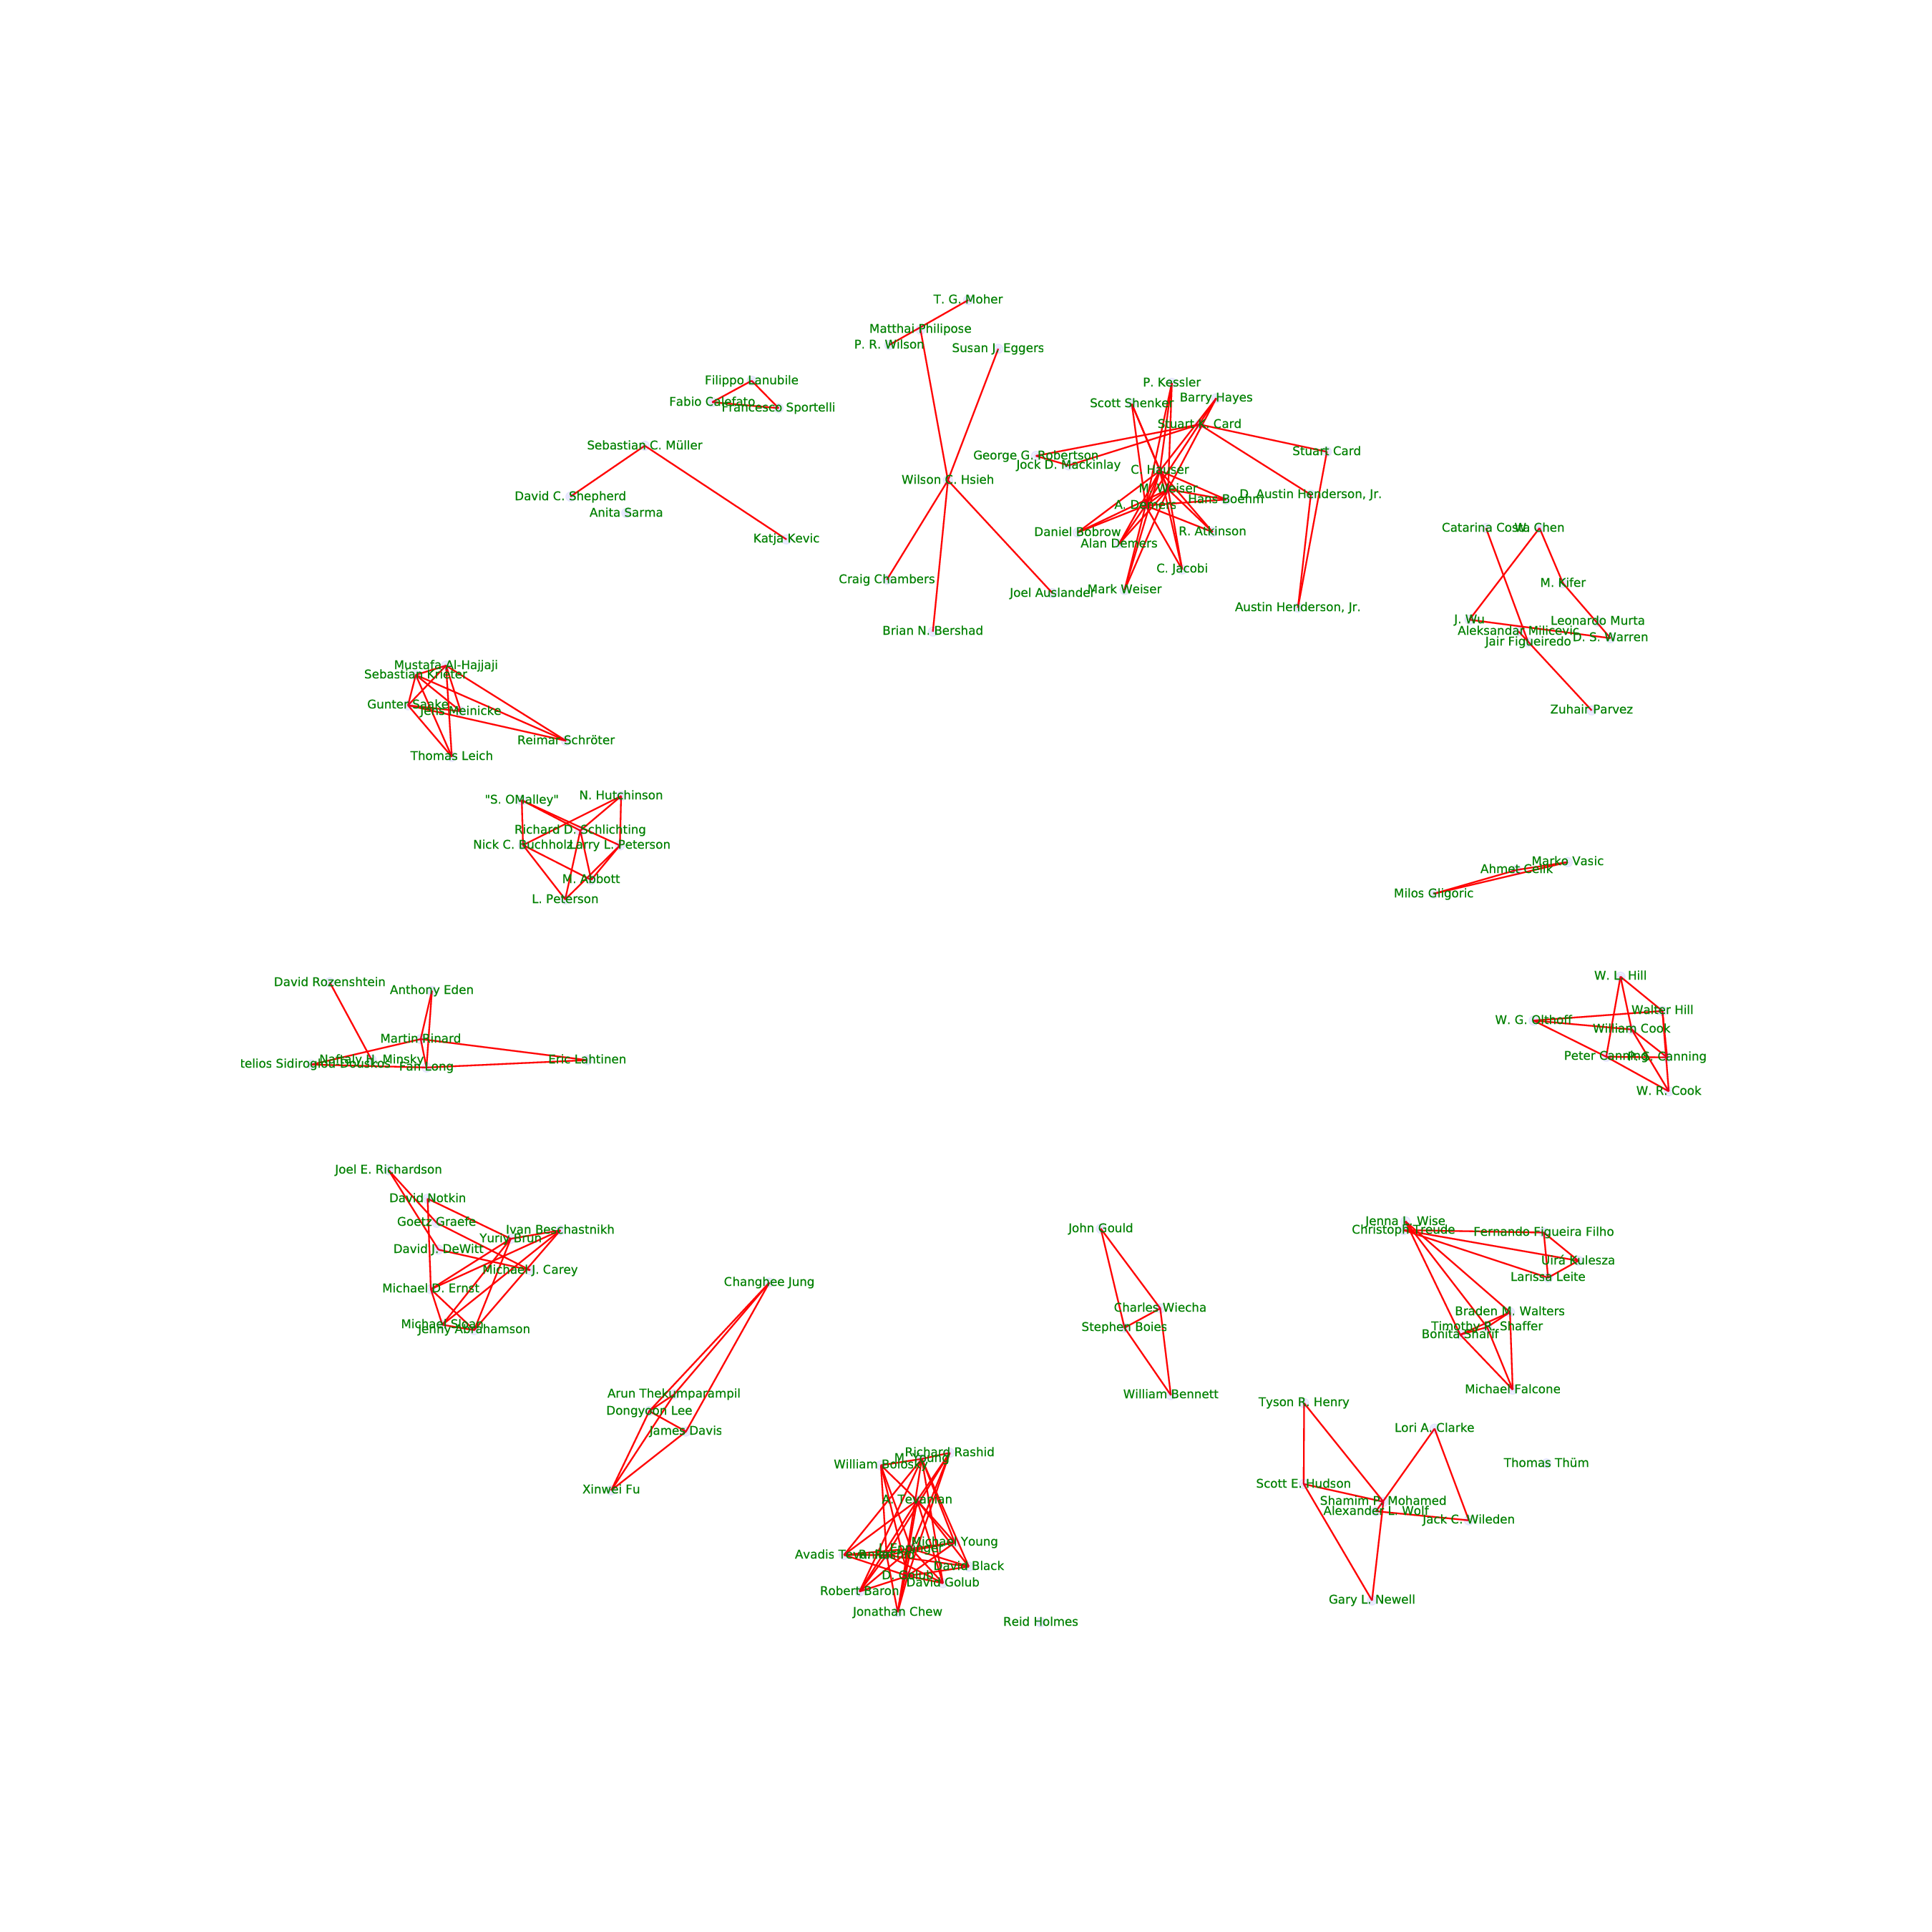 T. G. Moher
Matthai Philipose
P. R. Wilson
Susan J. Eggers
Filippo Lanubile
P. Kessler
Barry Hayes
Fabio Calefato
Francesco Sportelli
Scott Shenker
Stuart K. Card
Sebastian C. Müller
Stuart Card
George G. Robertson
Jock D. Mackinlay
C. Hauser
Wilson C. Hsieh
M. Weiser
David C. Shepherd
D. Austin Henderson, Jr.
Hans Boehm
A. Demers
Anita Sarma
Catarina Costa
W. Chen
Daniel Bobrow
R. Atkinson
Katja Kevic
Alan Demers
C. Jacobi
Craig Chambers
M. Kifer
Mark Weiser
Joel Auslander
Austin Henderson, Jr.
J. Wu
Leonardo Murta
Brian N. Bershad
Aleksandar Milicevic
D. S. Warren
Jair Figueiredo
Mustafa Al-Hajjaji
Sebastian Krieter
Gunter Saake
Jens Meinicke
Zuhair Parvez
Reimar Schröter
Thomas Leich
"S. OMalley"
N. Hutchinson
Richard D. Schlichting
Nick C. Buchholz
Larry L. Peterson
Marko Vasic
Ahmet Celik
M. Abbott
Milos Gligoric
L. Peterson
W. L. Hill
David Rozenshtein
Anthony Eden
Walter Hill
W. G. Olthoff
William Cook
Martin Rinard
Peter Canning
P. S. Canning
Naftaly H. Minsky
Eric Lahtinen
telios Sidiroglou-Douskos
Fan Long
W. R. Cook
Joel E. Richardson
David Notkin
Goetz Graefe
Jenna L. Wise
Ivan Beschastnikh
John Gould
Christoph Treude
Fernando Figueira Filho
Yuriy Brun
David J. DeWitt
Uirá Kulesza
Michael J. Carey
Larissa Leite
Changhee Jung
Michael D. Ernst
Charles Wiecha
Braden M. Walters
Michael Sloan
Jenny Abrahamson
Stephen Boies
Timothy R. Shaffer
Bonita Sharif
Michael Falcone
Arun Thekumparampil
William Bennett
Tyson R. Henry
Dongyoon Lee
Lori A. Clarke
James Davis
Richard Rashid
M. Young
William Bolosky
Thomas Thüm
Scott E. Hudson
Xinwei Fu
A. Tevanian
Shamim P. Mohamed
Alexander L. Wolf
Jack C. Wileden
Michael Young
Avadis
David Black
David Golub
Robert Baron
Gary L. Newell
Jonathan Chew
Reid Holmes